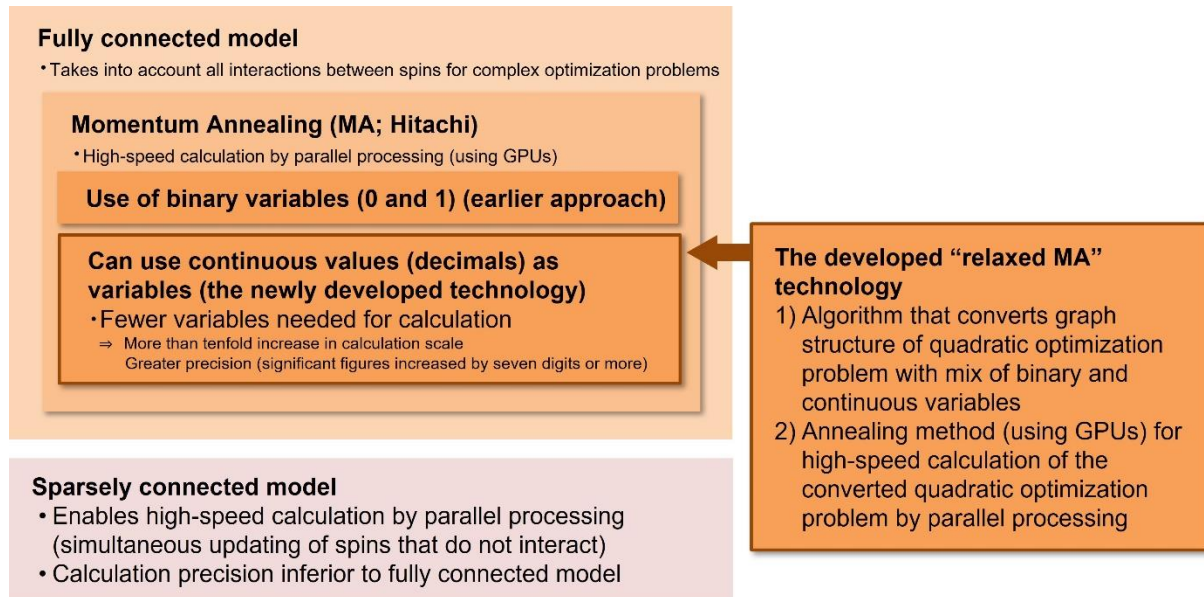 Fully connected model
・Takes into account all interactions between spins for complex optimization problems
Momentum Annealing (MA; Hitachi)
・High-speed calculation by parallel processing (using GPUs)
Use of binary variables (0 and 1) (earlier approach)
Can use continuous values (decimals) as
variables (the newly developed technology)
・Fewer variables needed for calculation
⇒ More than tenfold increase in calculation scale
Greater precision (significant figures increased by seven digits or more)
The developed “relaxed MA”
technology
1) Algorithm that converts graph
structure of quadratic optimization
problem with mix of binary and
continuous variables
2) Annealing method (using GPUs) for
high-speed calculation of the
converted quadratic optimization
problem by parallel processing
Sparsely connected model
• Enables high-speed calculation by parallel processing
(simultaneous updating of spins that do not interact)
• Calculation precision inferior to fully connected model